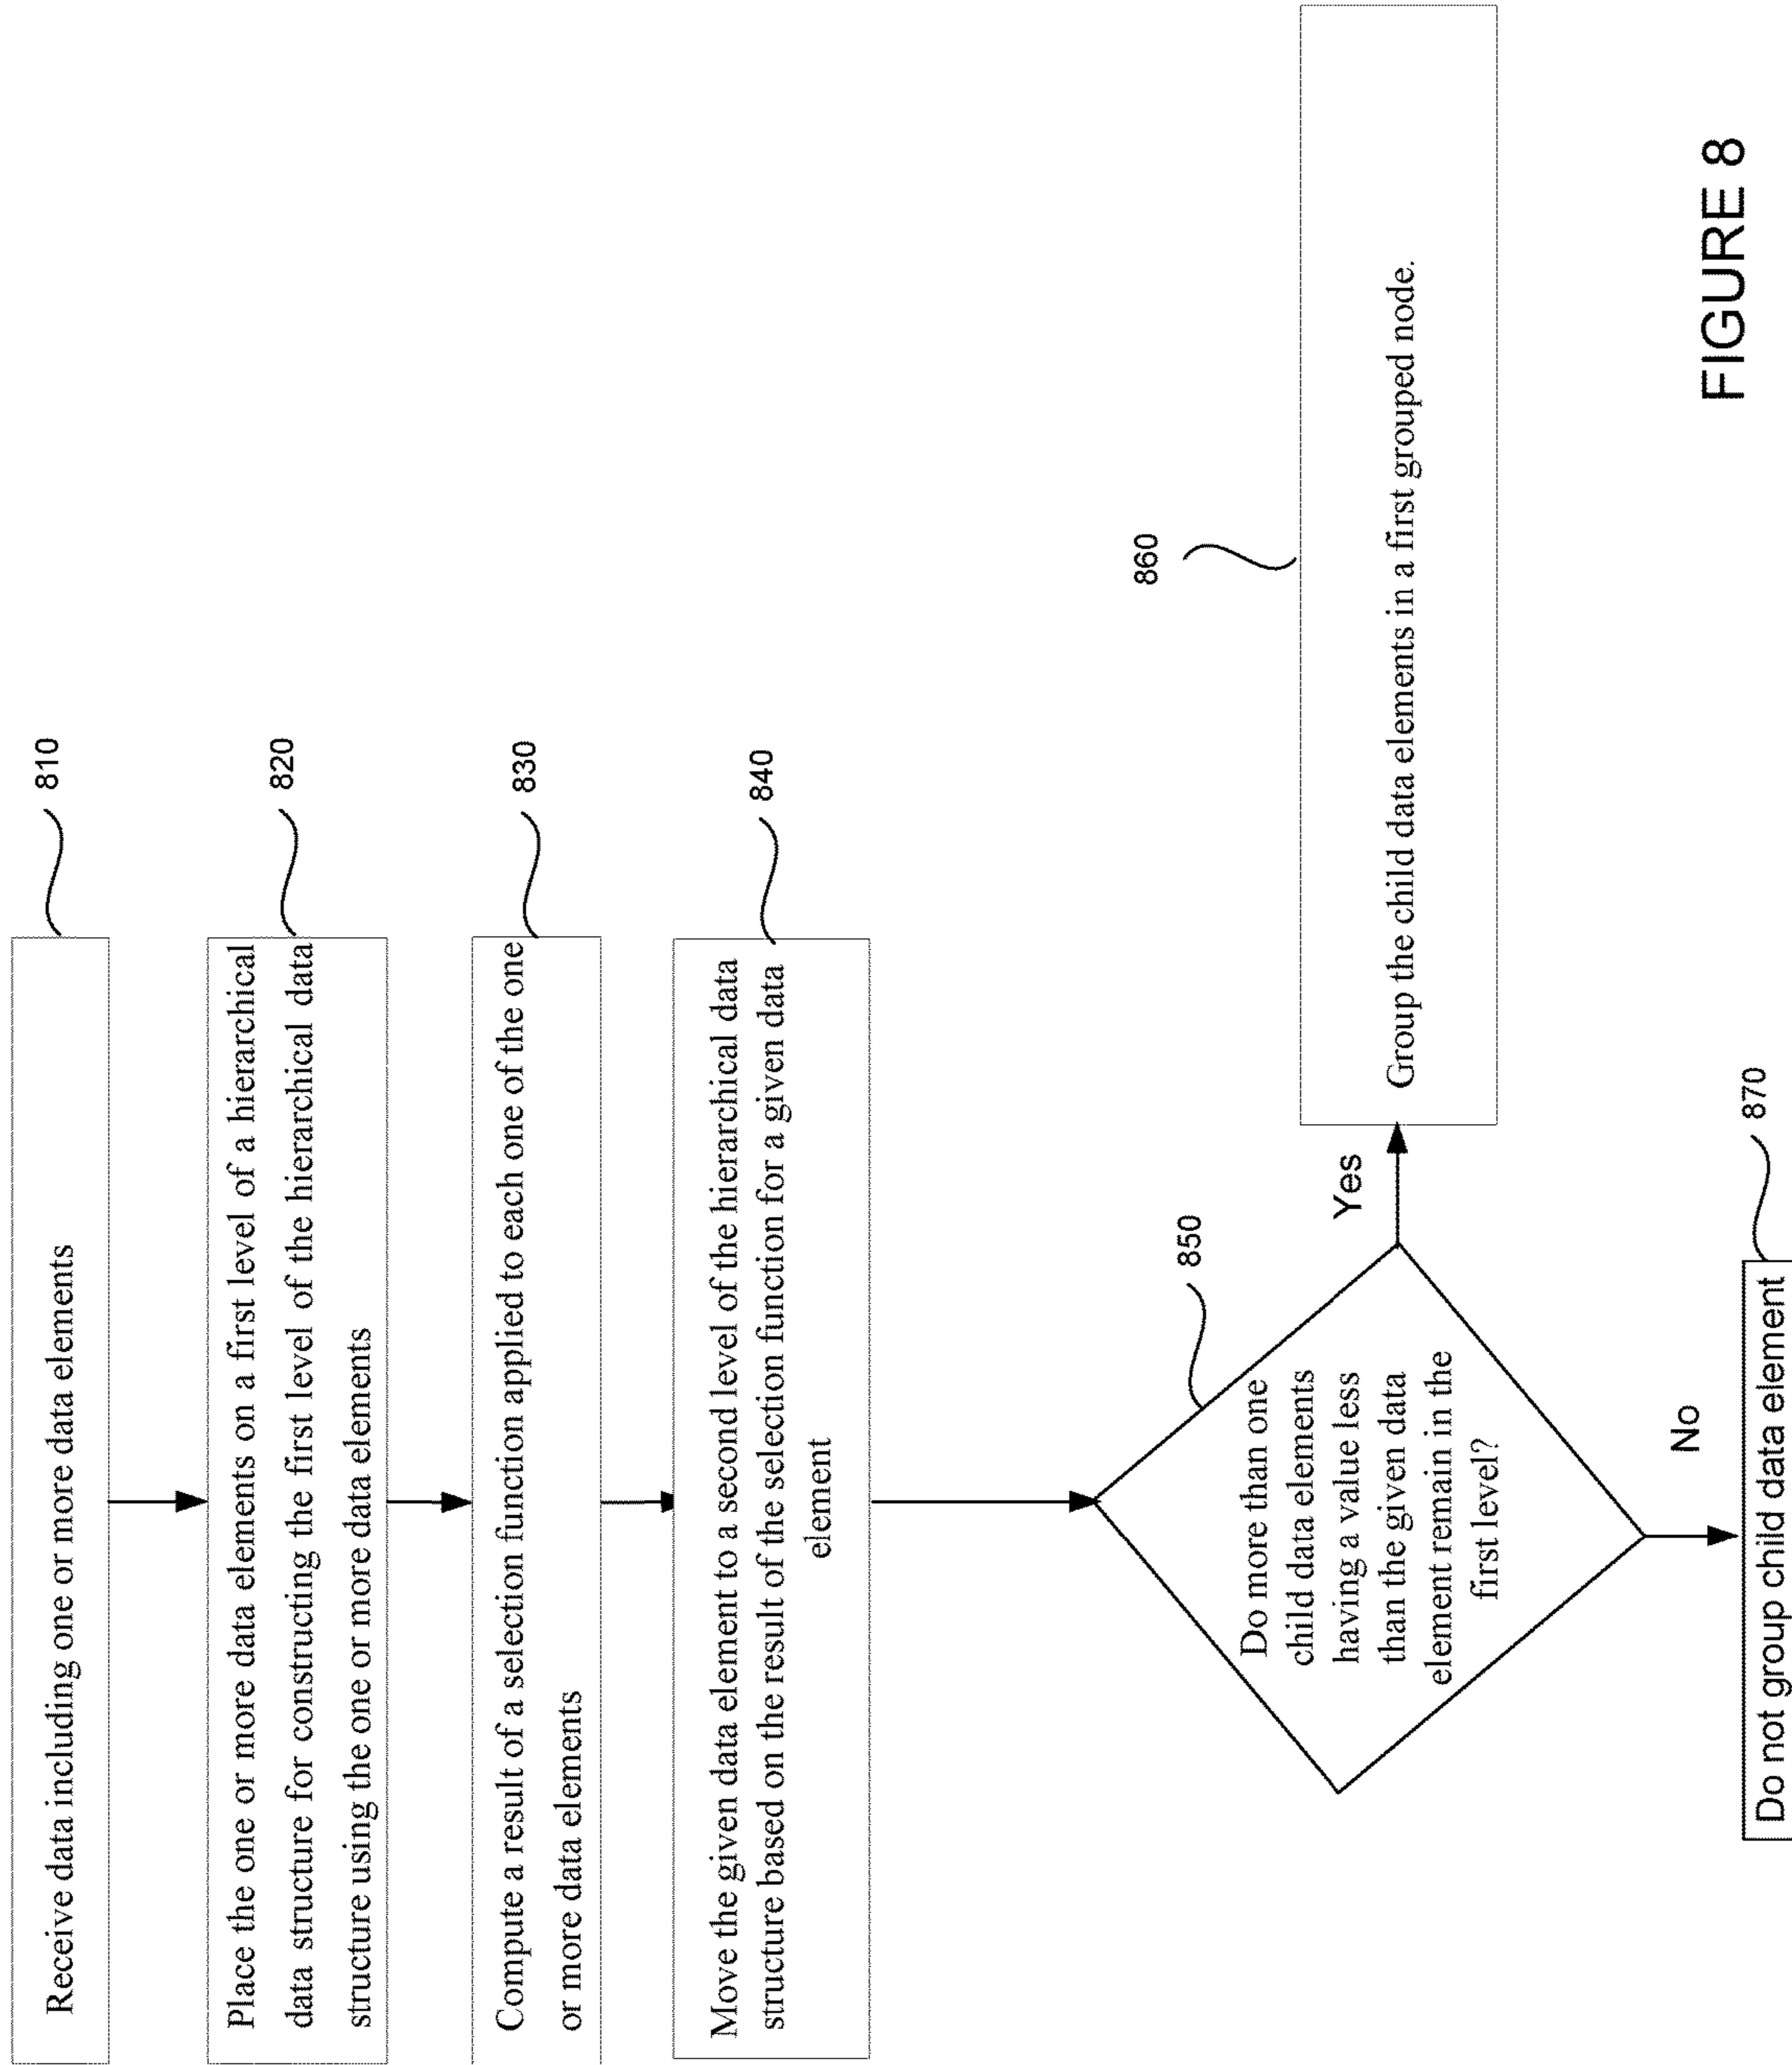 Receive data including one or more data elements
810
Place the one or more data elements on a first level of a hierarchical
data structure for constructing the first level of the hierarchical data
structure using the one or more data elements
820
Compute a result of a selection function applied to each one of the one
or more data elements
830
Move the given data element to a second level of the hierarchical data
structure based on the result of the selection function for a given data
element
840
Do more than one
child data elements
having a value less
than the given data
element remain in the
first level?
850
Yes
Group the child data elements in a first grouped node.
860
No
Do not group child data element
870
FIGURE 8